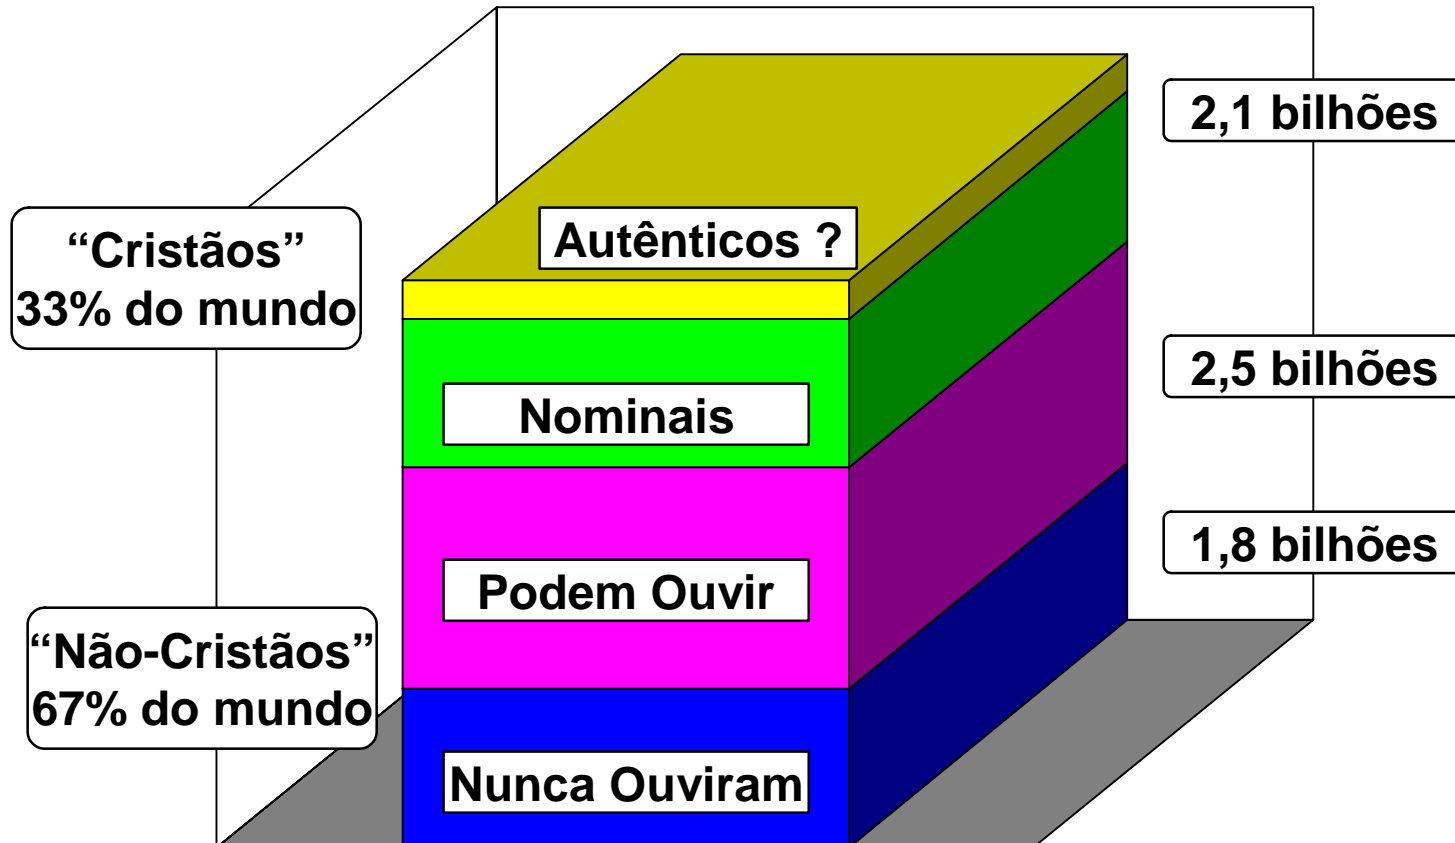 2,1 bilhões
“Cristãos”
33% do mundo
Autênticos ?
Nominais
2,5 bilhões
Podem Ouvir
1,8 bilhões
“Não-Cristãos”
67% do mundo
Nunca Ouviram